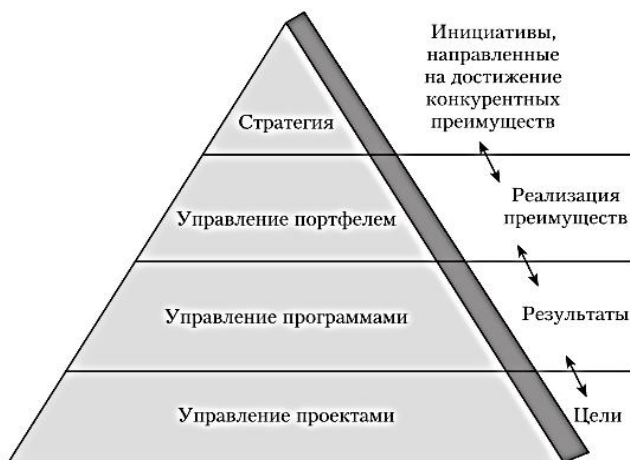 Инициативы,
направленные
на достижение
конкурентных
преимуществ
Стратегия
Реализация
преимуществ
Управление портфелем
Управление программами
Результаты
Управление проектами
Цели